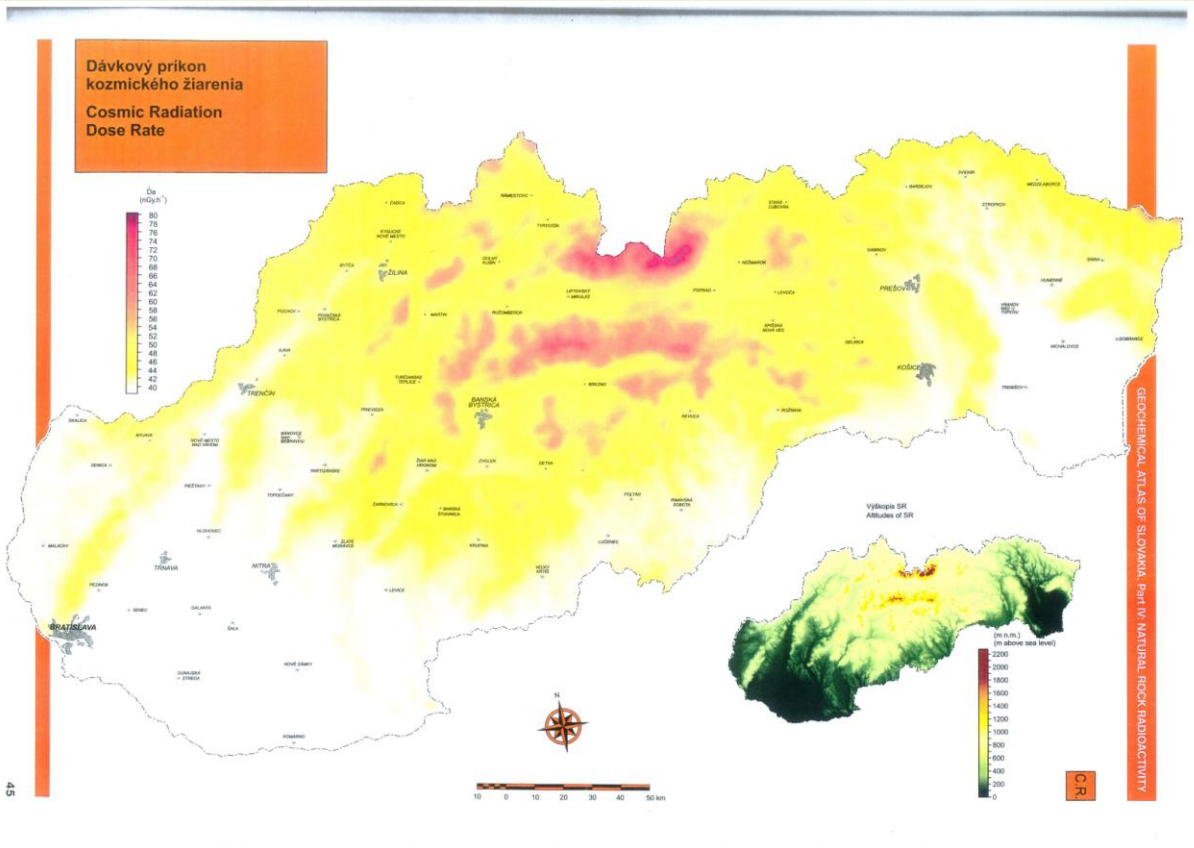 Dávkový príkon
kozmického žiarenia
Cosmic Radiation
Dose Rate
Da
(nGy.h⁻¹)
80
78
76
74
72
70
68
66
64
62
60
58
56
54
52
50
48
46
44
42
40
SVIDNÍK
MEDZILABORCE
BARDEJOV
STROPKOV
NÁMESTOVO
STARÁ
ĽUBOVŇA
ČADCA
TVRDOŠÍN
KYSUCKÉ
NOVÉ MESTO
SABINOV
SNINA
DOLNÝ
KUBÍN
KEŽMAROK
BYTČA
ŽILINA
HUMENNÉ
PREŠOV
LIPTOVSKÝ
MIKULÁŠ
POPRAD
LEVOČA
VRANOV
NAD
TOPĽOU
PÚCHOV
POVAŽSKÁ
BYSTRICA
MARTIN
RUŽOMBEROK
SPIŠSKÁ
NOVÁ VES
GELNICA
MICHALOVCE
SOBRANCE
ILAVA
KOŠICE
TREBIŠOV
TURČIANSKE
TEPLICE
BREZNO
TRENČÍN
BANSKÁ
BYSTRICA
PRIEVIDZA
REVÚCA
ROŽŇAVA
SKALICA
MYJAVA
NOVÉ MESTO
NAD VÁHOM
BÁNOVCE
NAD
BEBRAVOU
SENICA
PARTIZÁNSKE
ŽIAR NAD
HRONOM
ZVOLEN
DETVA
PIEŠŤANY
TOPOĽČANY
ŽARNOVICA
BANSKÁ
ŠTIAVNICA
POLTÁR
RIMAVSKÁ
SOBOTA
HLOHOVEC
ZLATÉ
MORAVCE
KRUPINA
LUČENEC
MALACKY
TRNAVA
NITRA
VEĽKÝ
KRTÍŠ
PEZINOK
LEVICE
SENEC
GALANTA
BRATISLAVA
ŠAĽA
DUNAJSKÁ
STREDA
NOVÉ ZÁMKY
KOMÁRNO
N
10 0 10 20 30 40 50 km
Výškopis SR
Altitudes of SR
(m n.m.)
(m above sea level)
2200
2000
1800
1600
1400
1200
1000
800
600
400
200
0
C.R.
GEOCHEMICAL ATLAS OF SLOVAKIA, Part IV: NATURAL ROCK RADIOACTIVITY
45